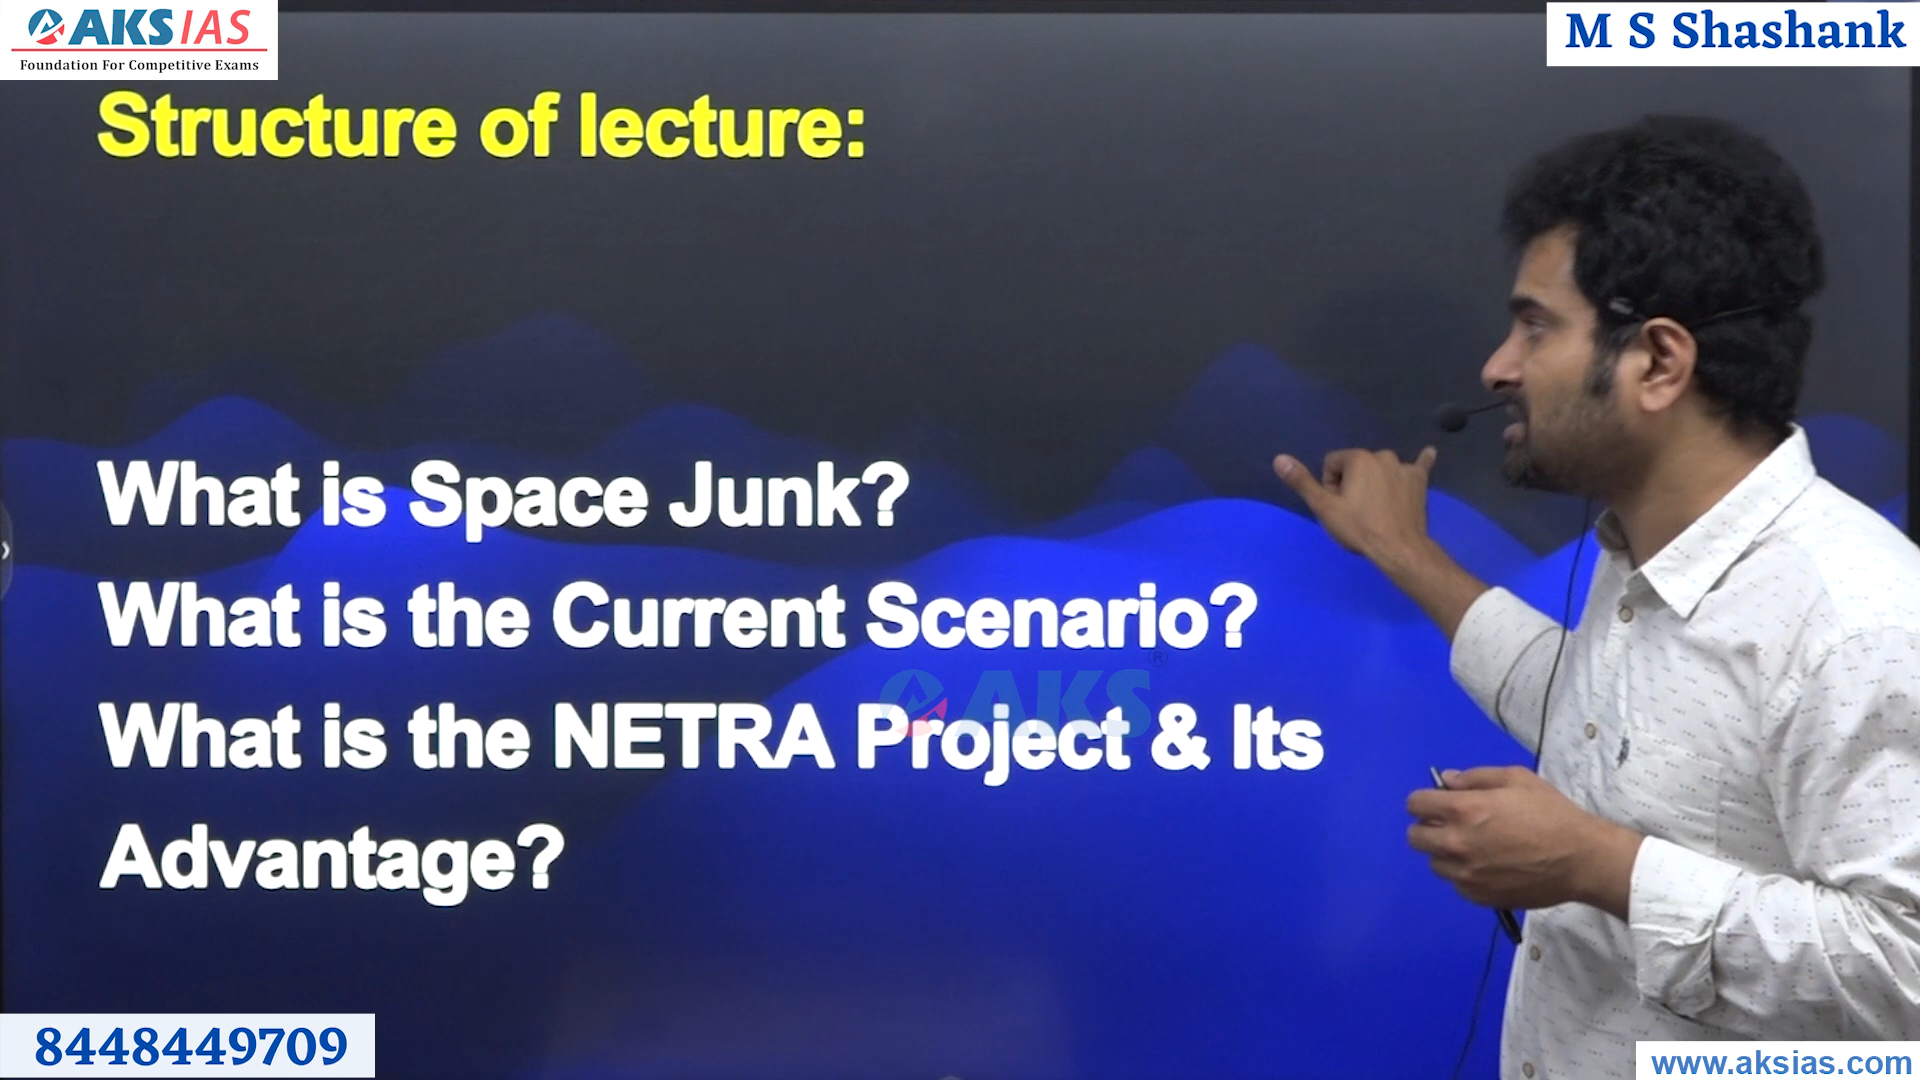 AKS IAS
Foundation For Competitive Exams
M S Shashank
Structure of lecture:
What is Space Junk?
What is the Current Scenario?
AKS ®
What is the NETRA Project & Its
Advantage?
8448449709
www.aksias.com